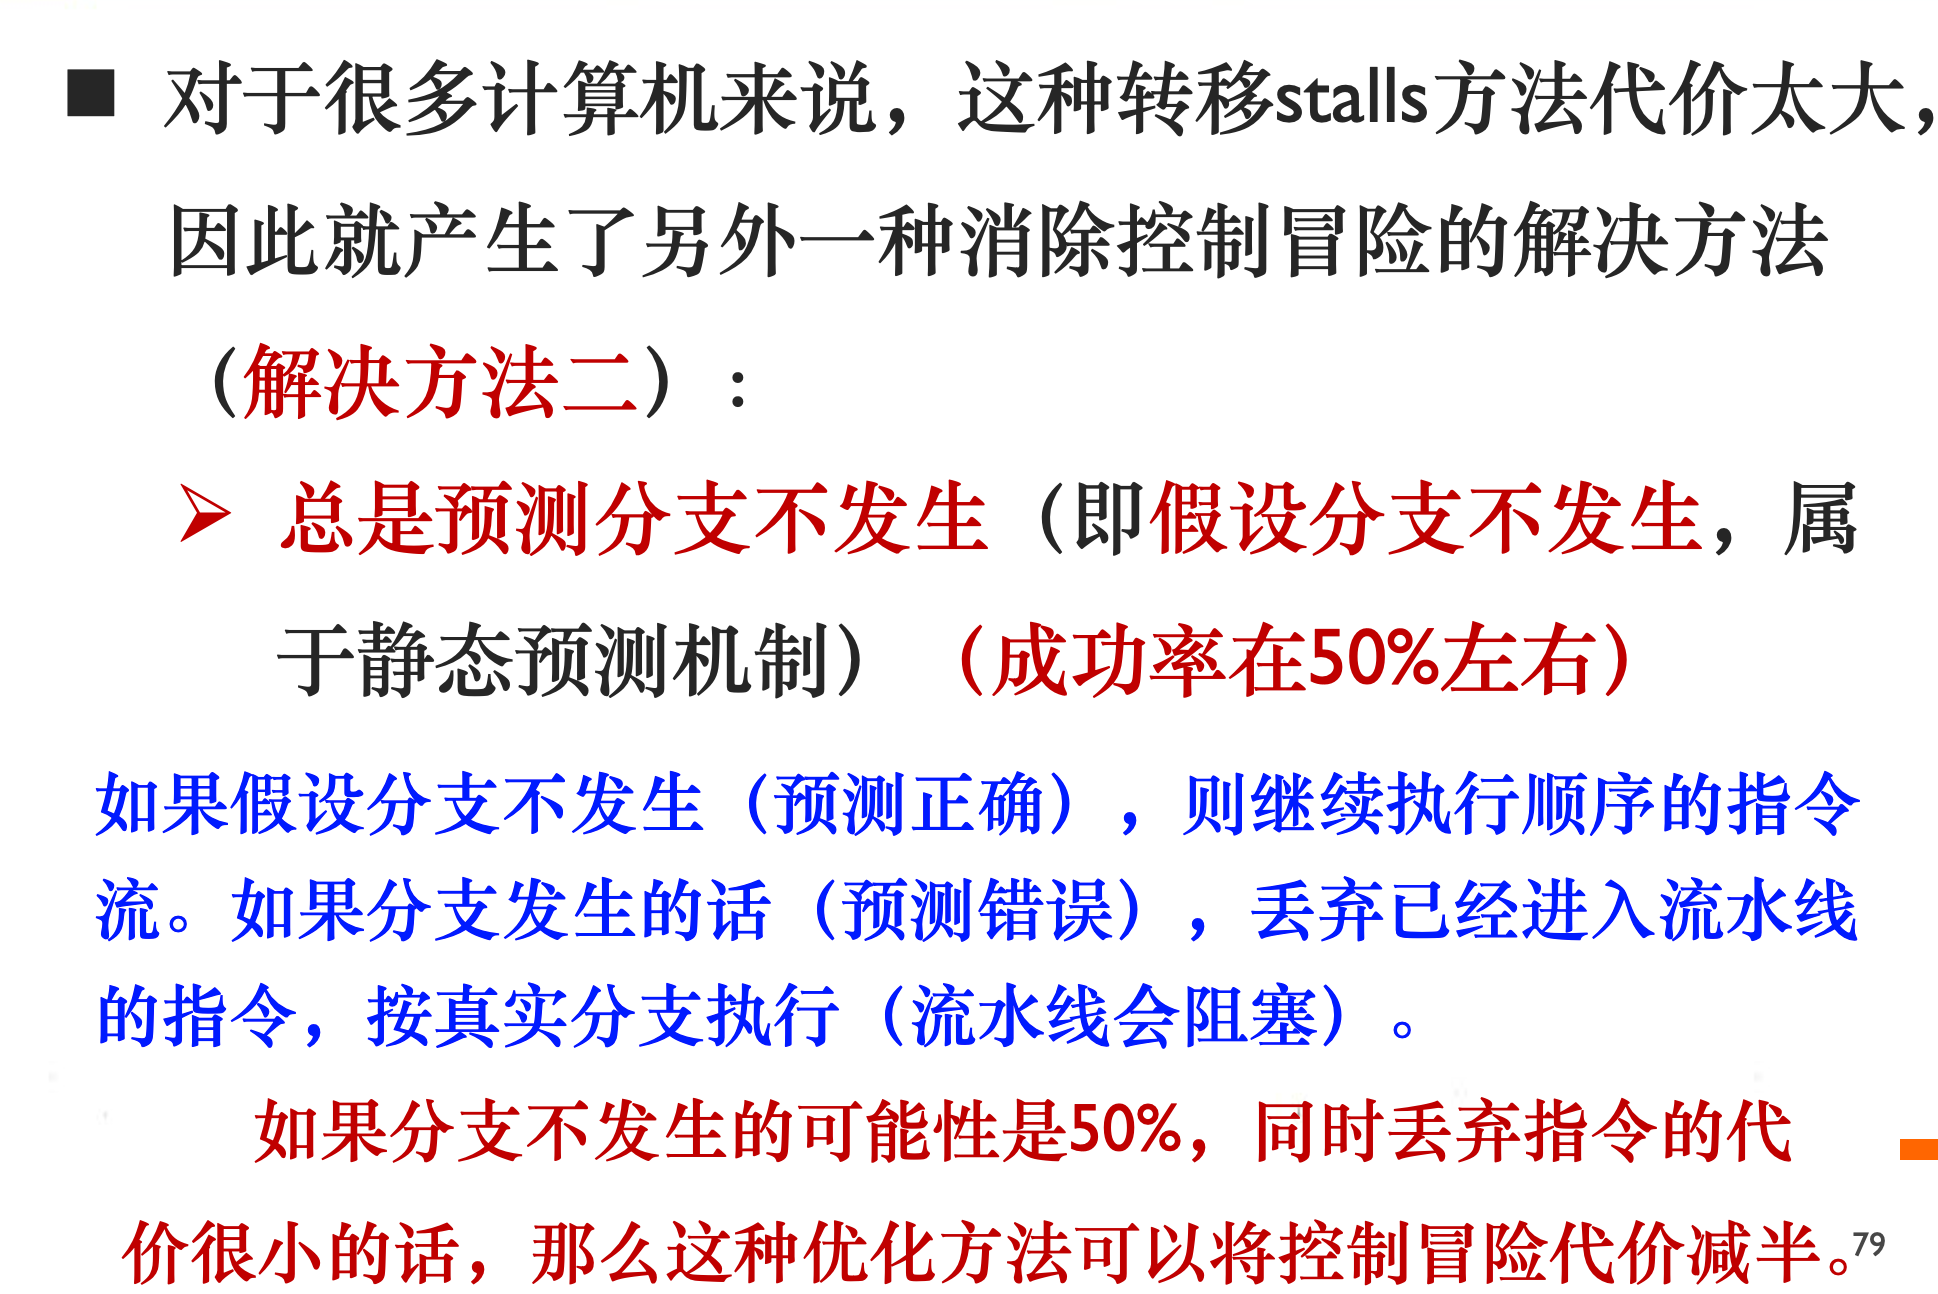 ■ 对于很多计算机来说，这种转移stalls方法代价太大，
因此就产生了另外一种消除控制冒险的解决方法
（解决方法二）：
➢ 总是预测分支不发生（即假设分支不发生，属
于静态预测机制）（成功率在50%左右）
如果假设分支不发生（预测正确），则继续执行顺序的指令
流。如果分支发生的话（预测错误），丢弃已经进入流水线
的指令，按真实分支执行（流水线会阻塞）。
如果分支不发生的可能性是50%，同时丢弃指令的代
价很小的话，那么这种优化方法可以将控制冒险代价减半。
79